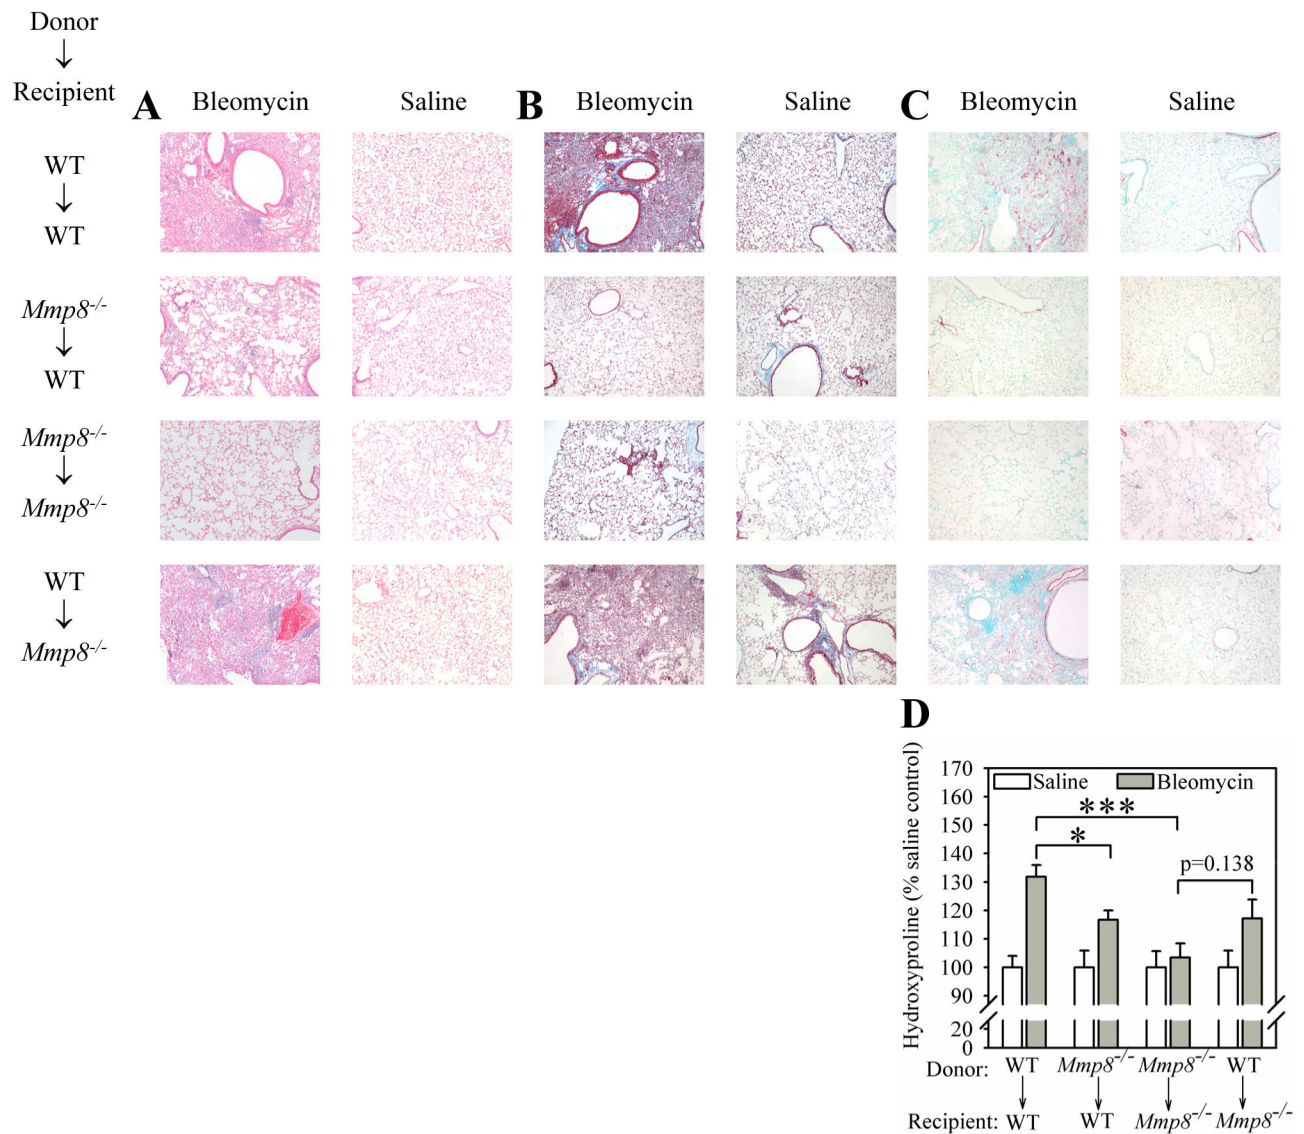 Donor
↓
Recipient
A Bleomycin Saline B Bleomycin Saline C Bleomycin Saline
WT
↓
WT
Mmp8-/-
↓
WT
Mmp8-/-
↓
Mmp8-/-
WT
↓
Mmp8-/-
D
Hydroxyproline (% saline control)
170
160
150
140
130
120
110
100
90
20
0
Saline Bleomycin
***
*
p=0.138
Donor: WT Mmp8-/- Mmp8-/- WT
Recipient: WT WT Mmp8-/- Mmp8-/-